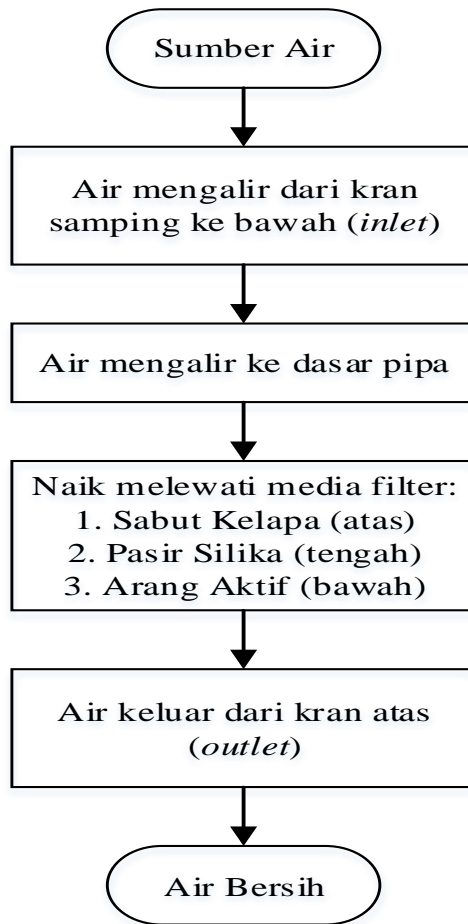 Sumber Air
Air mengalir dari kran
samping ke bawah (inlet)
Air mengalir ke dasar pipa
Naik melewati media filter:
1. Sabut Kelapa (atas)
2. Pasir Silika (tengah)
3. Arang Aktif (bawah)
Air keluar dari kran atas
(outlet)
Air Bersih